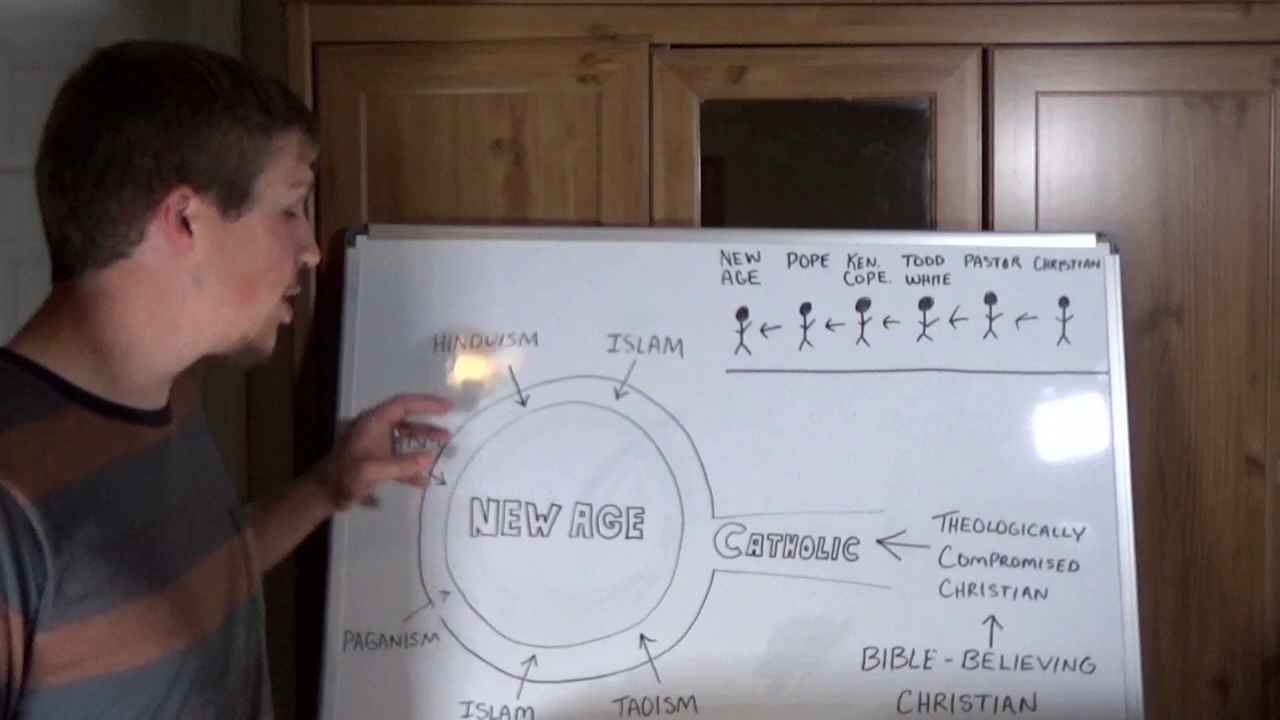 NEW AGE
POPE
KEN. COPE.
TODD WHITE
PASTOR
CHRISTIAN
HINDUISM
ISLAM
NEW AGE
CATHOLIC
THEOLOGICALLY
COMPROMISED
CHRISTIAN
PAGANISM
BIBLE-BELIEVING
CHRISTIAN
ISLAM
TAOISM